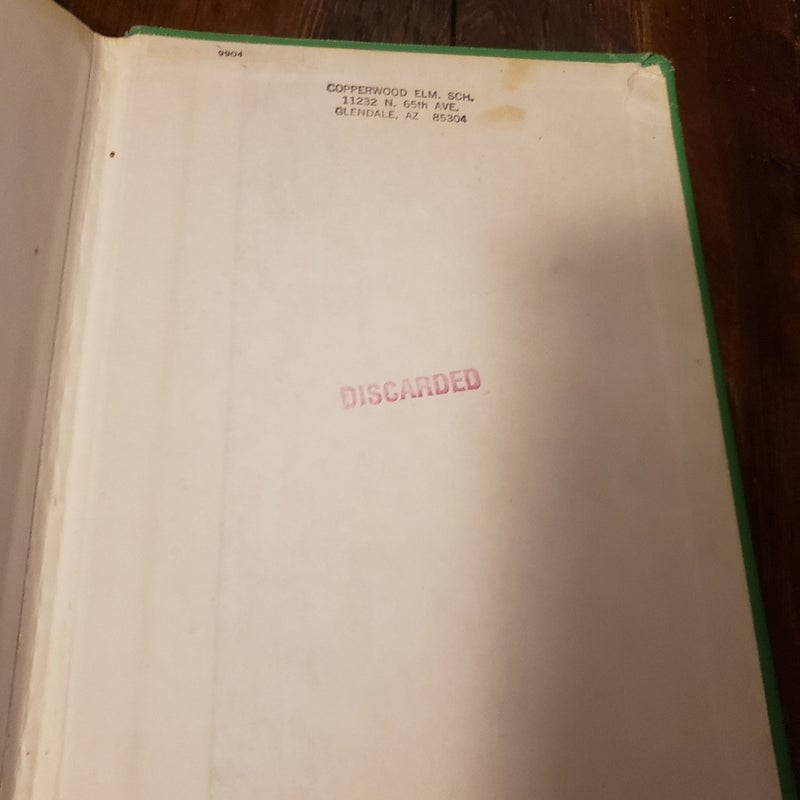 9904
COPPERWOOD ELM. SCH.
11232 N. 65th AVE.
GLENDALE, AZ 85304
DISCARDED